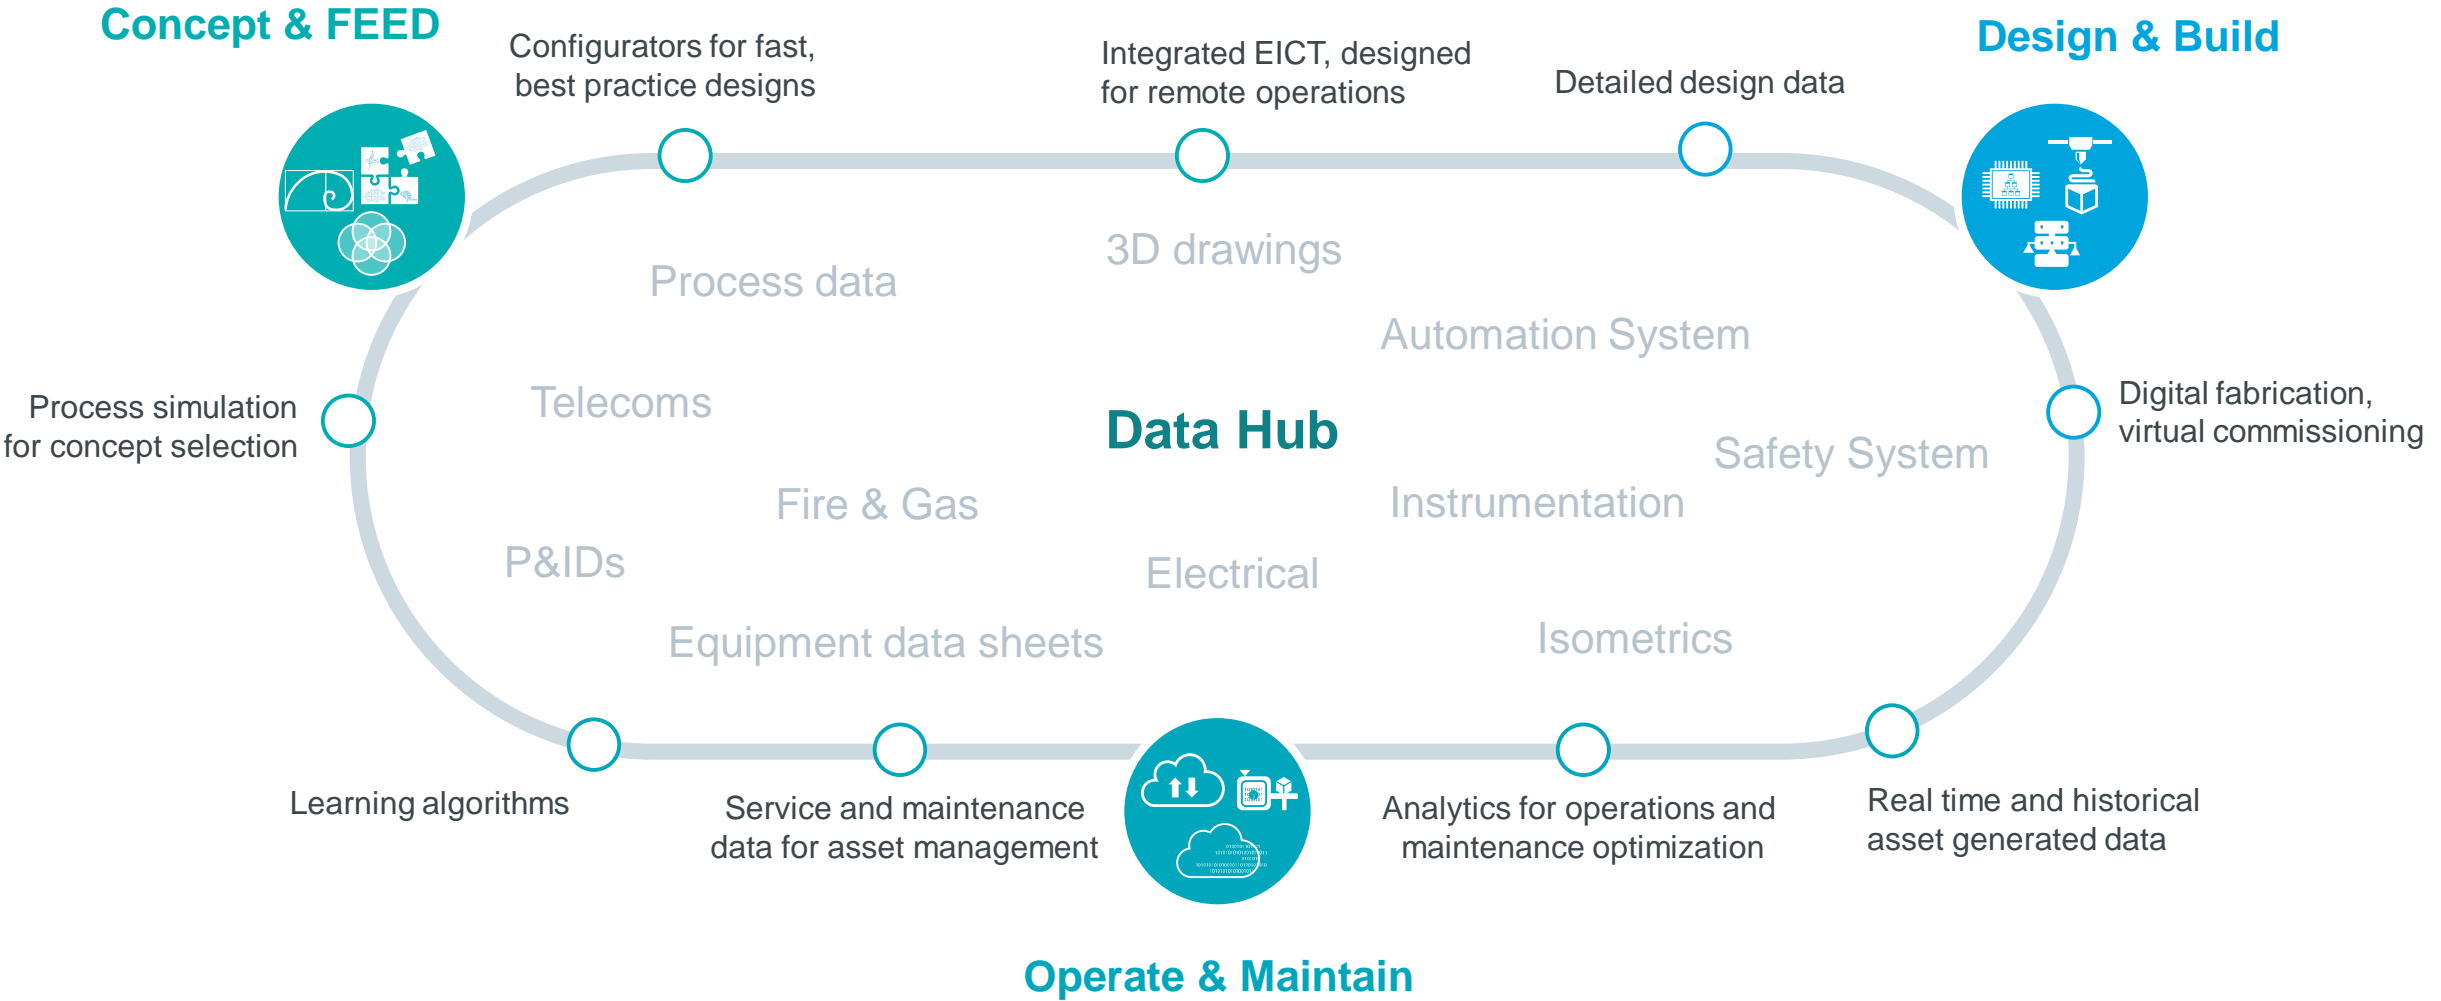 Concept & FEED
Configurators for fast,
best practice designs
Integrated EICT, designed
for remote operations
Detailed design data
Design & Build
Process data
3D drawings
Automation System
Process simulation
for concept selection
Telecoms
Data Hub
Safety System
Digital fabrication,
virtual commissioning
Fire & Gas
Instrumentation
P&IDs
Electrical
Equipment data sheets
Isometrics
Learning algorithms
Service and maintenance
data for asset management
Analytics for operations and
maintenance optimization
Real time and historical
asset generated data
Operate & Maintain